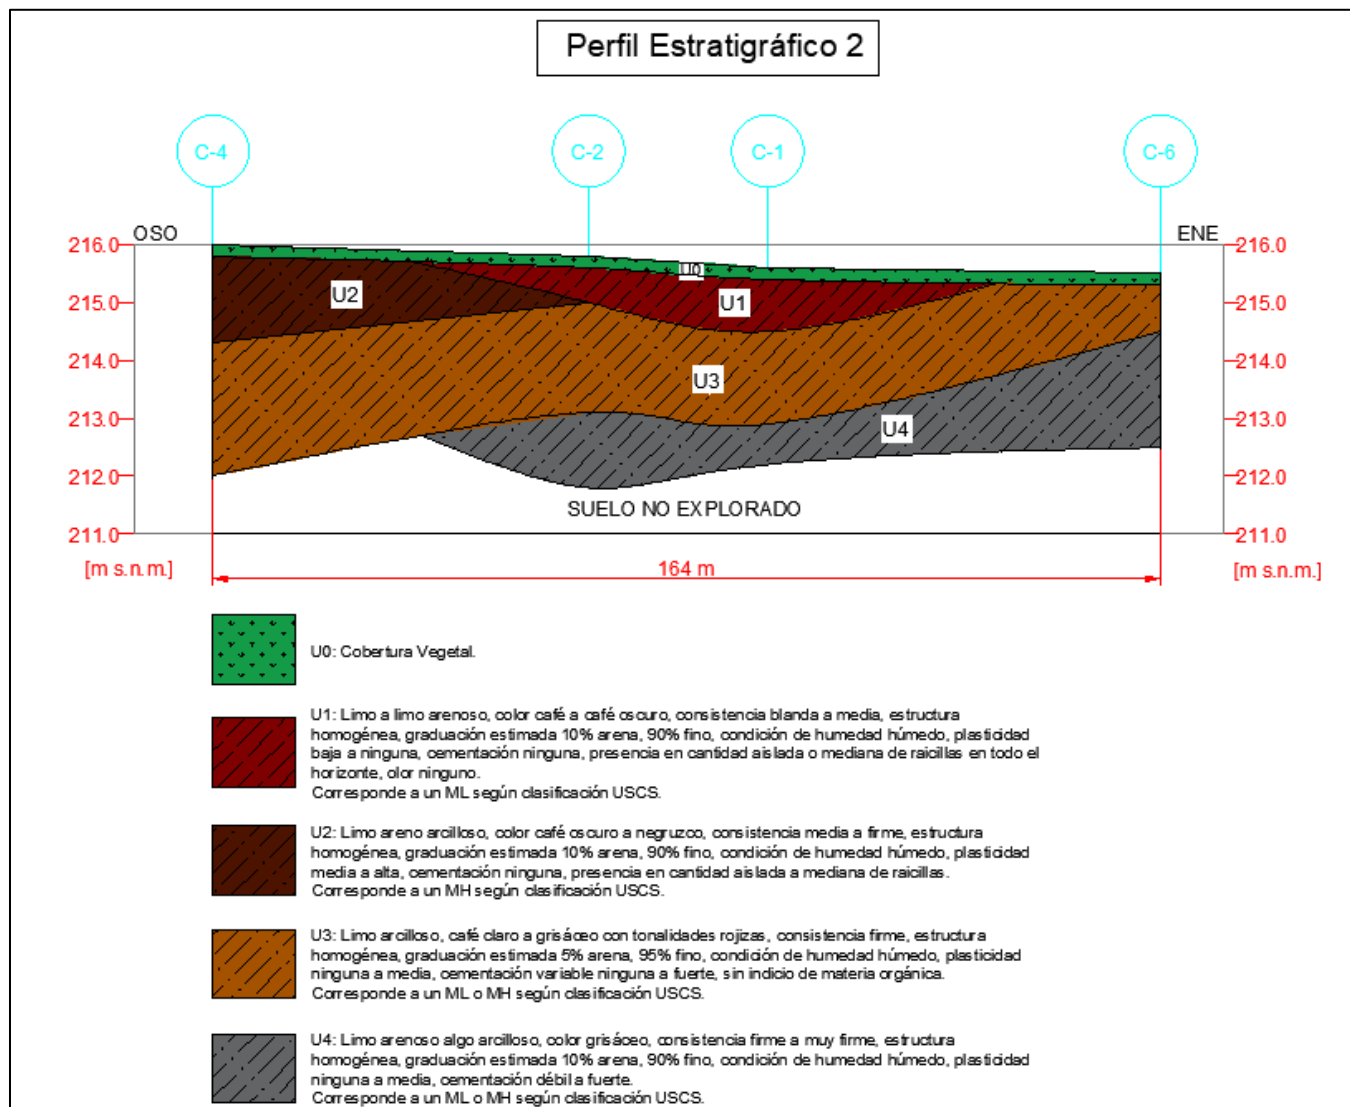 Perfil Estratigráfico 2
C-4
C-2
C-1
C-6
OSO
ENE
216.0
216.0
U0
U2
215.0
U1
215.0
214.0
214.0
U3
213.0
U4
213.0
212.0
212.0
SUELO NO EXPLORADO
211.0
211.0
[m s.n.m.]
164 m
[m s.n.m.]
U0: Cobertura Vegetal.
U1: Limo a limo arenoso, color café a café oscuro, consistencia blanda a media, estructura
homogénea, graduación estimada 10% arena, 90% fino, condición de humedad húmedo, plasticidad
baja a ninguna, cementación ninguna, presencia en cantidad aislada o mediana de raicillas en todo el
horizonte, olor ninguno.
Corresponde a un ML según clasificación USCS.
U2: Limo areno arcilloso, color café oscuro a negruzco, consistencia media a firme, estructura
homogénea, graduación estimada 10% arena, 90% fino, condición de humedad húmedo, plasticidad
media a alta, cementación ninguna, presencia en cantidad aislada a mediana de raicillas.
Corresponde a un MH según clasificación USCS.
U3: Limo arcilloso, café claro a grisáceo con tonalidades rojizas, consistencia firme, estructura
homogénea, graduación estimada 5% arena, 95% fino, condición de humedad húmedo, plasticidad
ninguna a media, cementación variable ninguna a fuerte, sin indicio de materia orgánica.
Corresponde a un ML o MH según clasificación USCS.
U4: Limo arenoso algo arcilloso, color grisáceo, consistencia firme a muy firme, estructura
homogénea, graduación estimada 10% arena, 90% fino, condición de humedad húmedo, plasticidad
ninguna a media, cementación débil a fuerte.
Corresponde a un ML o MH según clasificación USCS.